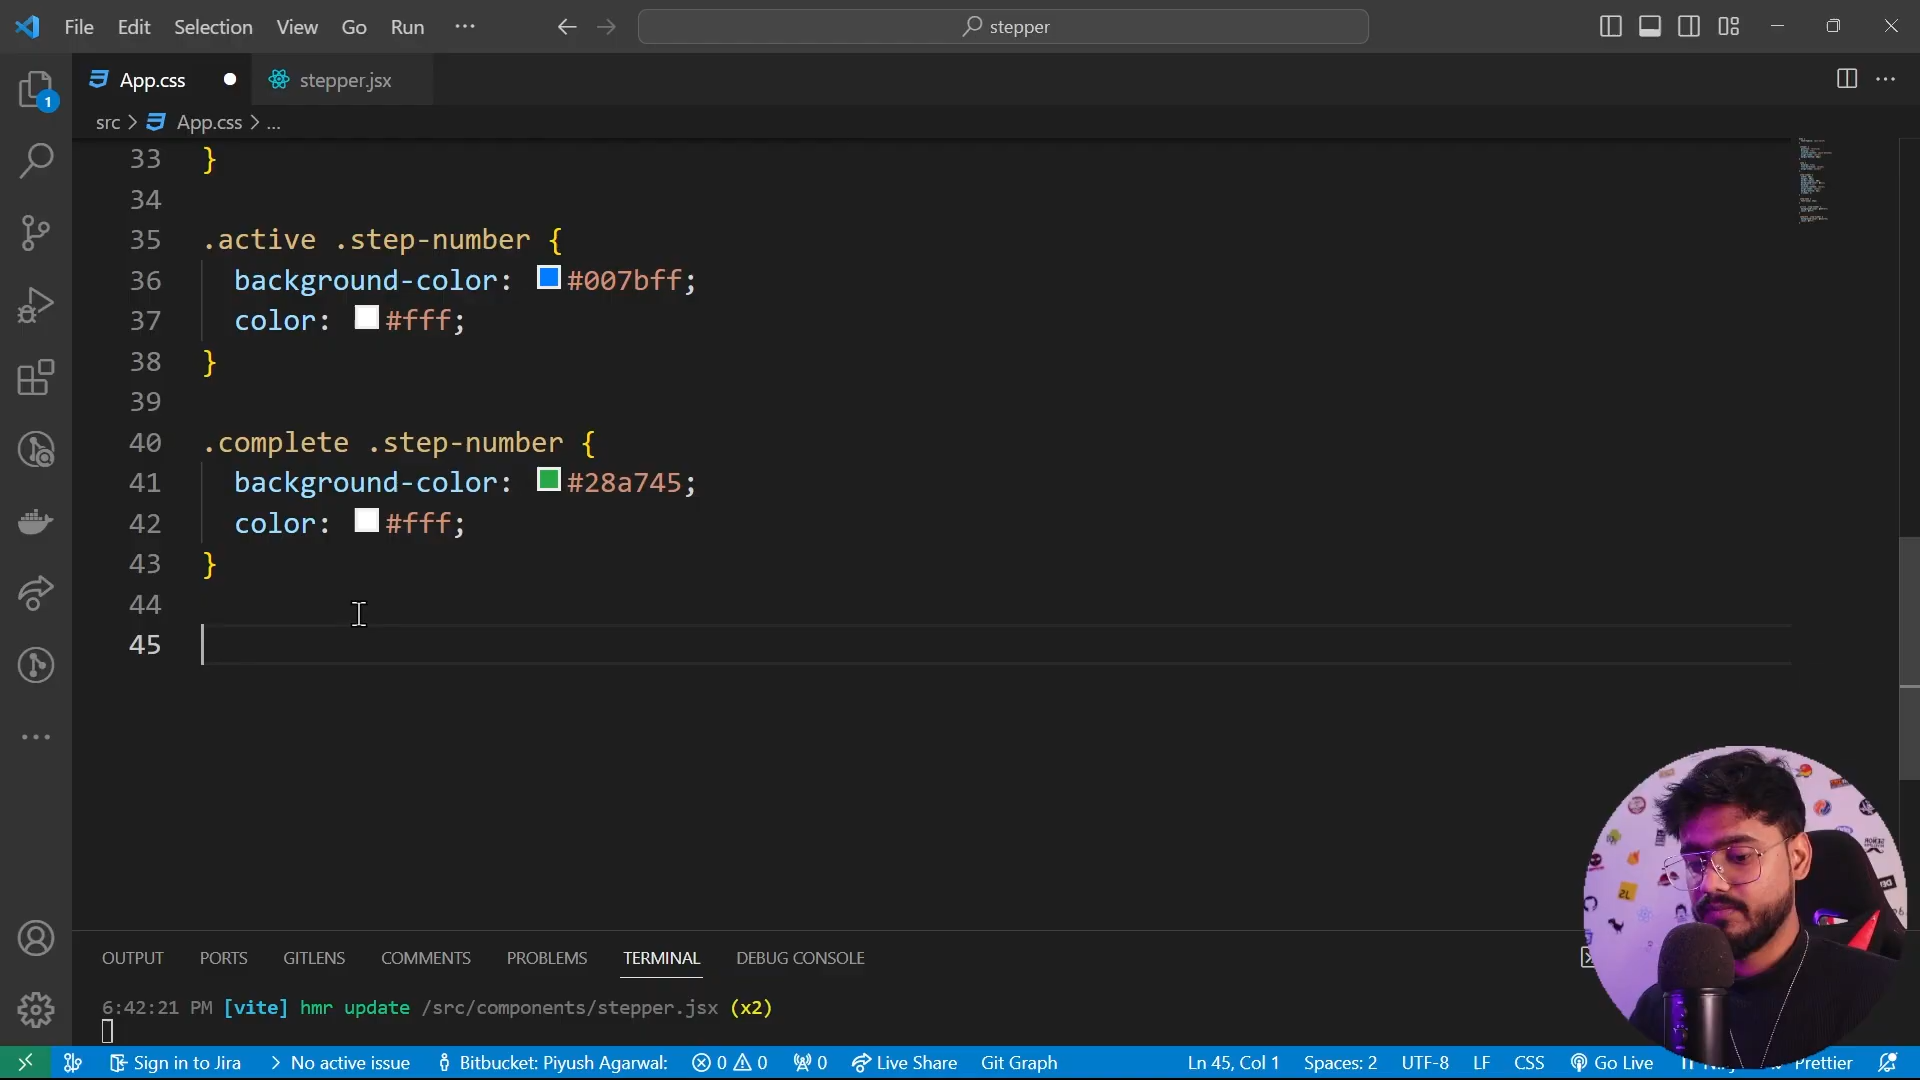 File Edit Selection View Go Run ... stepper
App.css stepper.jsx
src > App.css > ...
33 }
34
35 .active .step-number {
36 background-color: #007bff;
37 color: #fff;
38 }
39
40 .complete .step-number {
41 background-color: #28a745;
42 color: #fff;
43 }
44
45
1
OUTPUT PORTS GITLENS COMMENTS PROBLEMS TERMINAL DEBUG CONSOLE
6:42:21 PM [vite] hmr update /src/components/stepper.jsx (x2)
Sign in to Jira > No active issue Bitbucket: Piyush Agarwal: 0 0 0 Live Share Git Graph Ln 45, Col 1 Spaces: 2 UTF-8 LF CSS Go Live Prettier